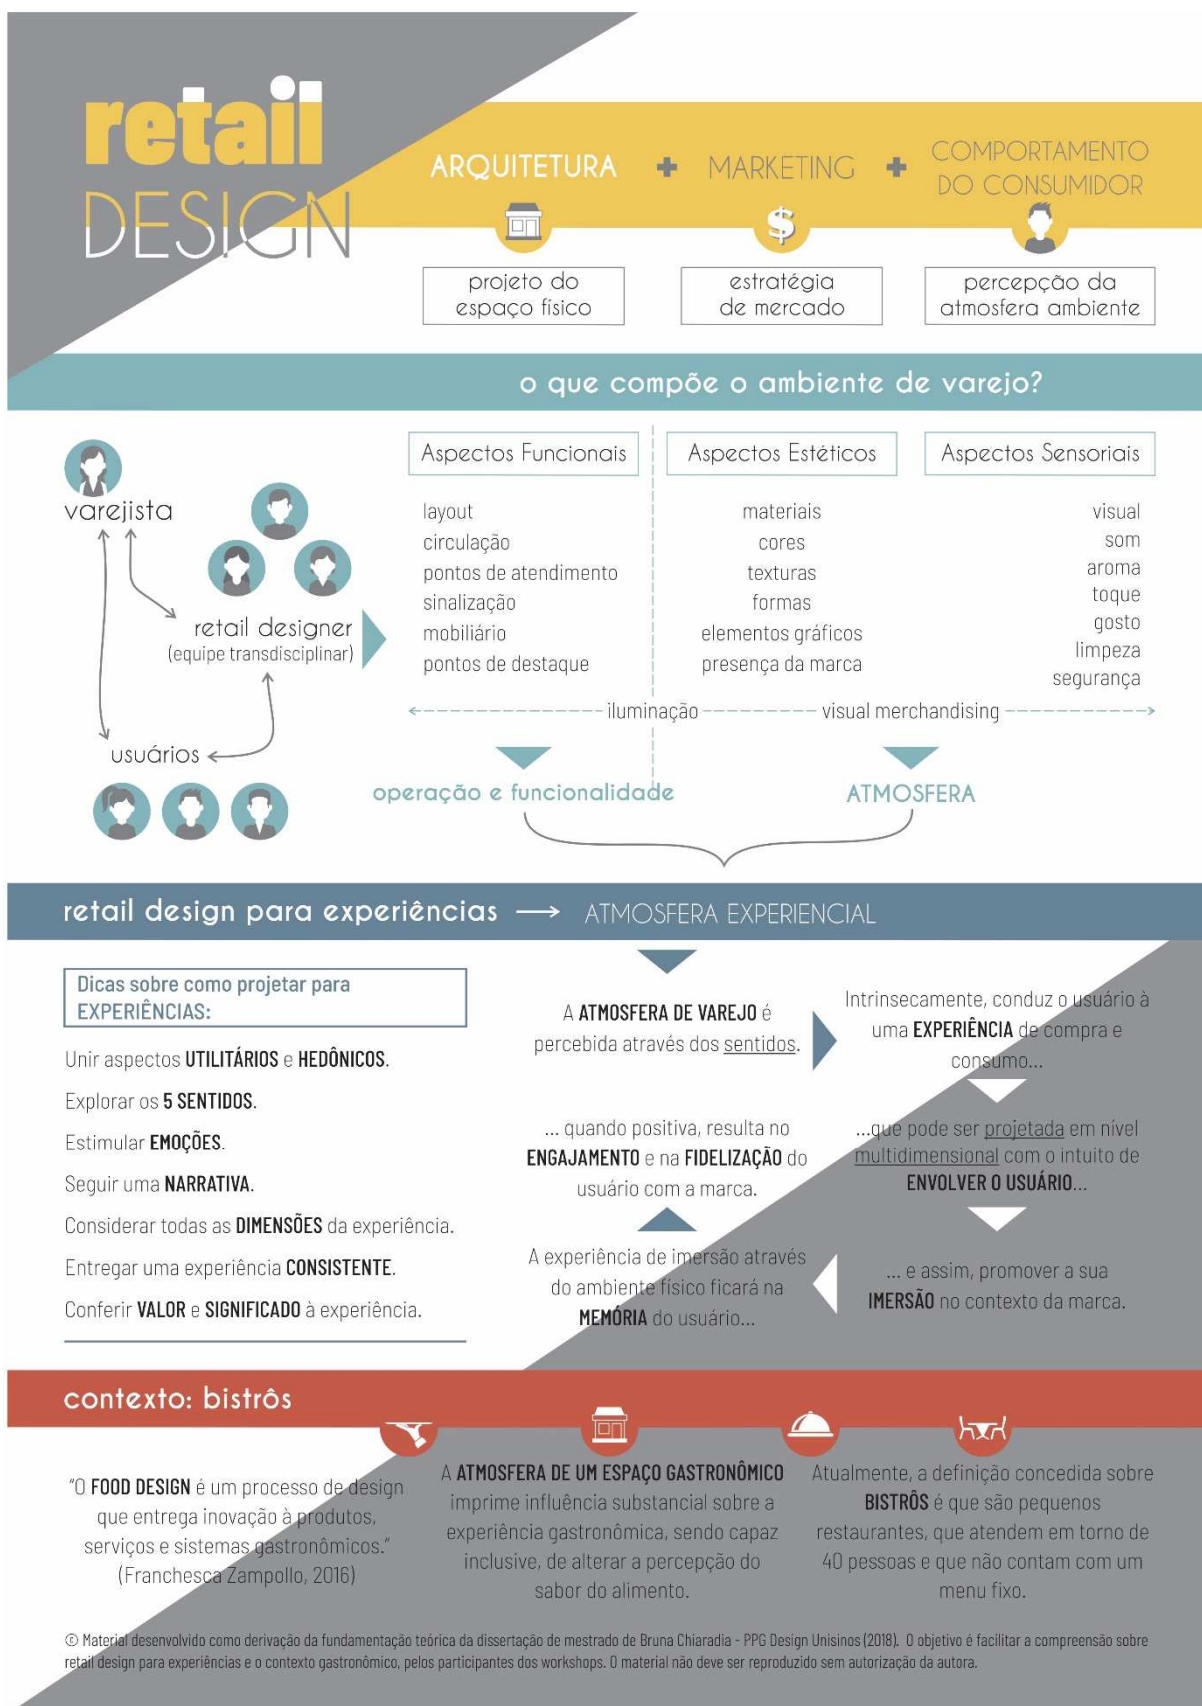 retail
DESIGN
ARQUITETURA + MARKETING + COMPORTAMENTO
DO CONSUMIDOR
$
projeto do
espaço físico
estratégia
de mercado
percepção da
atmosfera ambiente
o que compõe o ambiente de varejo?
varejista
retail designer
(equipe transdisciplinar)
usuários
Aspectos Funcionais
layout
circulação
pontos de atendimento
sinalização
mobiliário
pontos de destaque
Aspectos Estéticos
materiais
cores
texturas
formas
elementos gráficos
presença da marca
Aspectos Sensoriais
visual
som
aroma
toque
gosto
limpeza
segurança
iluminação
visual merchandising
operação e funcionalidade
ATMOSFERA
retail design para experiências → ATMOSFERA EXPERIENCIAL
Dicas sobre como projetar para
EXPERIÊNCIAS:
Unir aspectos UTILITÁRIOS e HEDÔNICOS.
Explorar os 5 SENTIDOS.
Estimular EMOÇÕES.
Seguir uma NARRATIVA.
Considerar todas as DIMENSÕES da experiência.
Entregar uma experiência CONSISTENTE.
Conferir VALOR e SIGNIFICADO à experiência.
A ATMOSFERA DE VAREJO é
percebida através dos sentidos.
Intrinsecamente, conduz o usuário à
uma EXPERIÊNCIA de compra e
consumo...
...que pode ser projetada em nível
multidimensional com o intuito de
ENVOLVER O USUÁRIO...
... e assim, promover a sua
IMERSÃO no contexto da marca.
A experiência de imersão através
do ambiente físico ficará na
MEMÓRIA do usuário...
... quando positiva, resulta no
ENGAJAMENTO e na FIDELIZAÇÃO do
usuário com a marca.
contexto: bistrôs
"O FOOD DESIGN é um processo de design
que entrega inovação à produtos,
serviços e sistemas gastronômicos."
(Franchesca Zampollo, 2016)
A ATMOSFERA DE UM ESPAÇO GASTRONÔMICO
imprime influência substancial sobre a
experiência gastronômica, sendo capaz
inclusive, de alterar a percepção do
sabor do alimento.
Atualmente, a definição concedida sobre
BISTRÔS é que são pequenos
restaurantes, que atendem em torno de
40 pessoas e que não contam com um
menu fixo.
© Material desenvolvido como derivação da fundamentação teórica da dissertação de mestrado de Bruna Chiaradia - PPG Design Unisinos (2018). O objetivo é facilitar a compreensão sobre
retail design para experiências e o contexto gastronômico, pelos participantes dos workshops. O material não deve ser reproduzido sem autorização da autora.